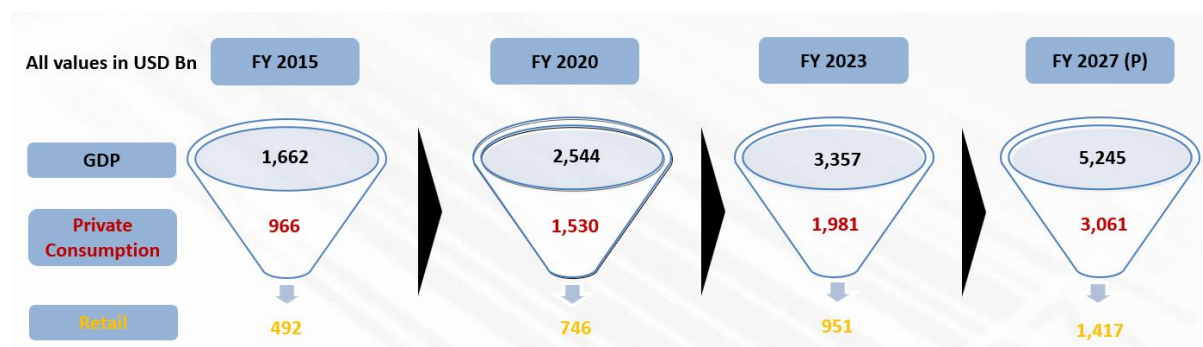 All values in USD Bn
FY 2015
FY 2020
FY 2023
FY 2027 (P)
GDP
1,662
2,544
3,357
5,245
Private
Consumption
966
1,530
1,981
3,061
Retail
492
746
951
1,417